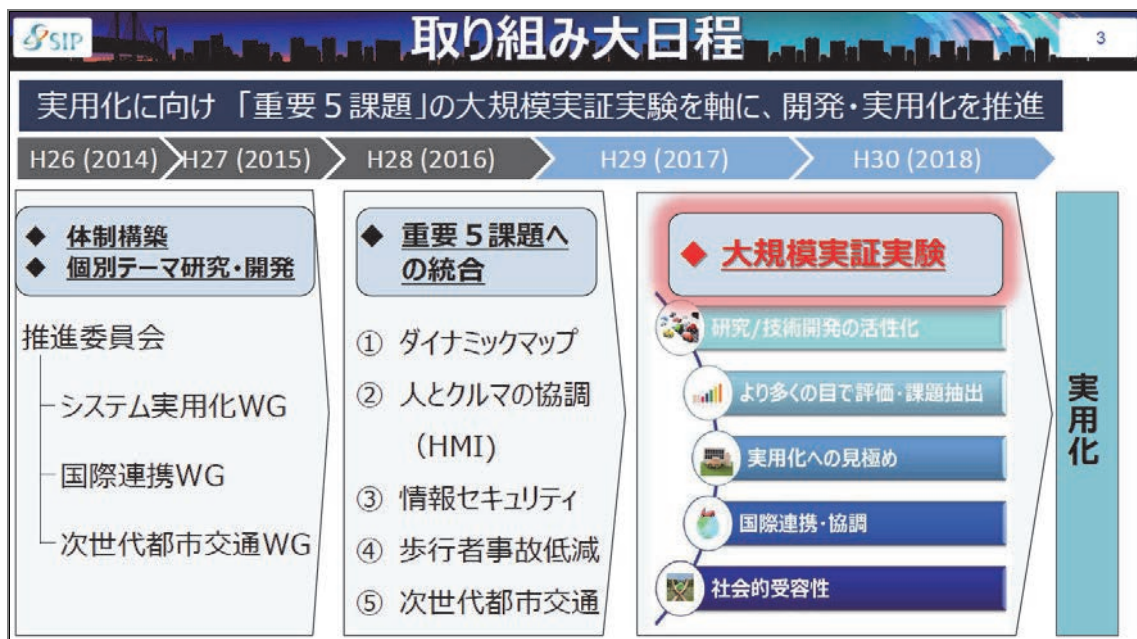 SIP
取り組み大日程
3
実用化に向け「重要５課題」の大規模実証実験を軸に、開発・実用化を推進
H26 (2014)
H27 (2015)
H28 (2016)
H29 (2017)
H30 (2018)
◆ 体制構築
◆ 個別テーマ研究・開発
推進委員会
システム実用化WG
国際連携WG
次世代都市交通WG
◆ 重要５課題へ
の統合
① ダイナミックマップ
② 人とクルマの協調
(HMI)
③ 情報セキュリティ
④ 歩行者事故低減
⑤ 次世代都市交通
◆ 大規模実証実験
研究/技術開発の活性化
より多くの目で評価・課題抽出
実用化への見極め
国際連携・協調
社会的受容性
実用化